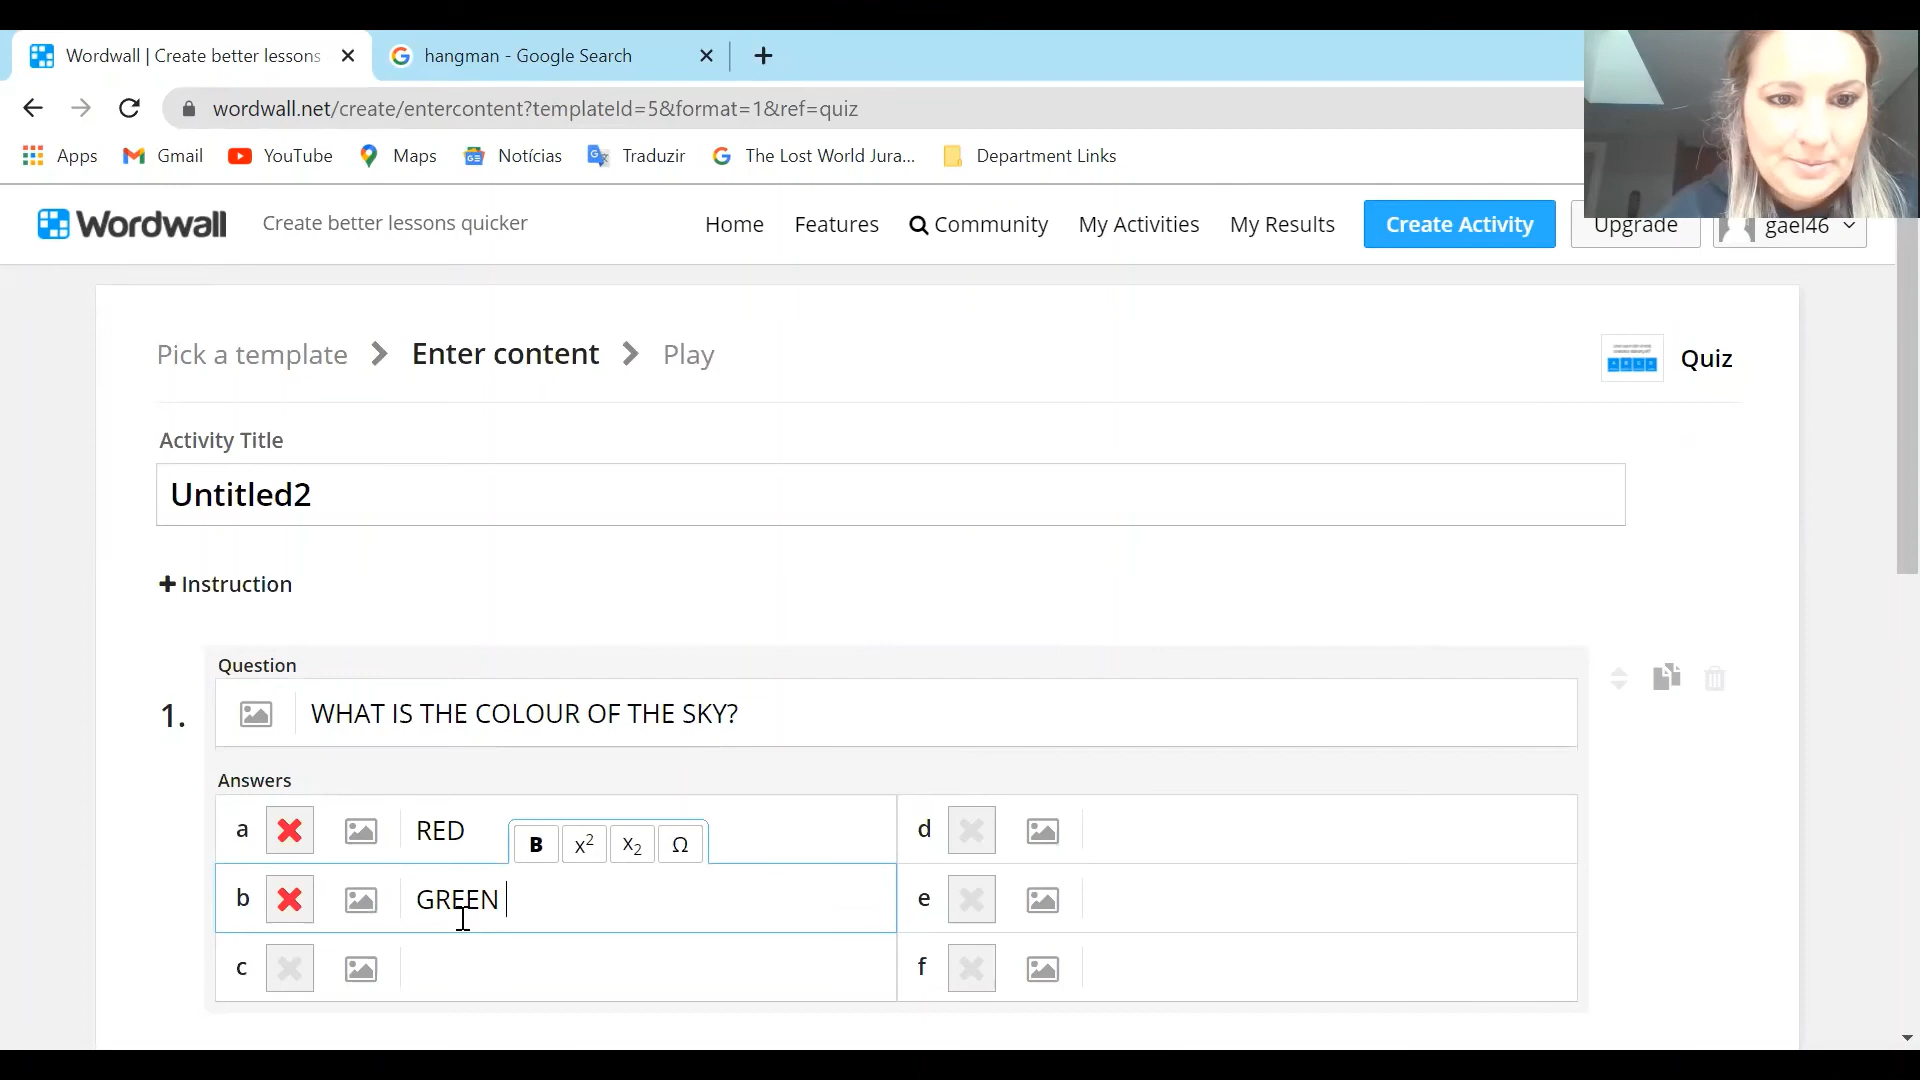 Wordwall | Create better lessons
hangman - Google Search
wordwall.net/create/entercontent?templateId=5&format=1&ref=quiz
Apps Gmail YouTube Maps Notícias Traduzir The Lost World Jura... Department Links
Wordwall Create better lessons quicker Home Features Community My Activities My Results Create Activity Upgrade gael46
Pick a template Enter content Play Quiz
Activity Title
Untitled2
+ Instruction
Question
1. WHAT IS THE COLOUR OF THE SKY?
Answers
a RED d
B x² x₂ Ω
b GREEN e
c f